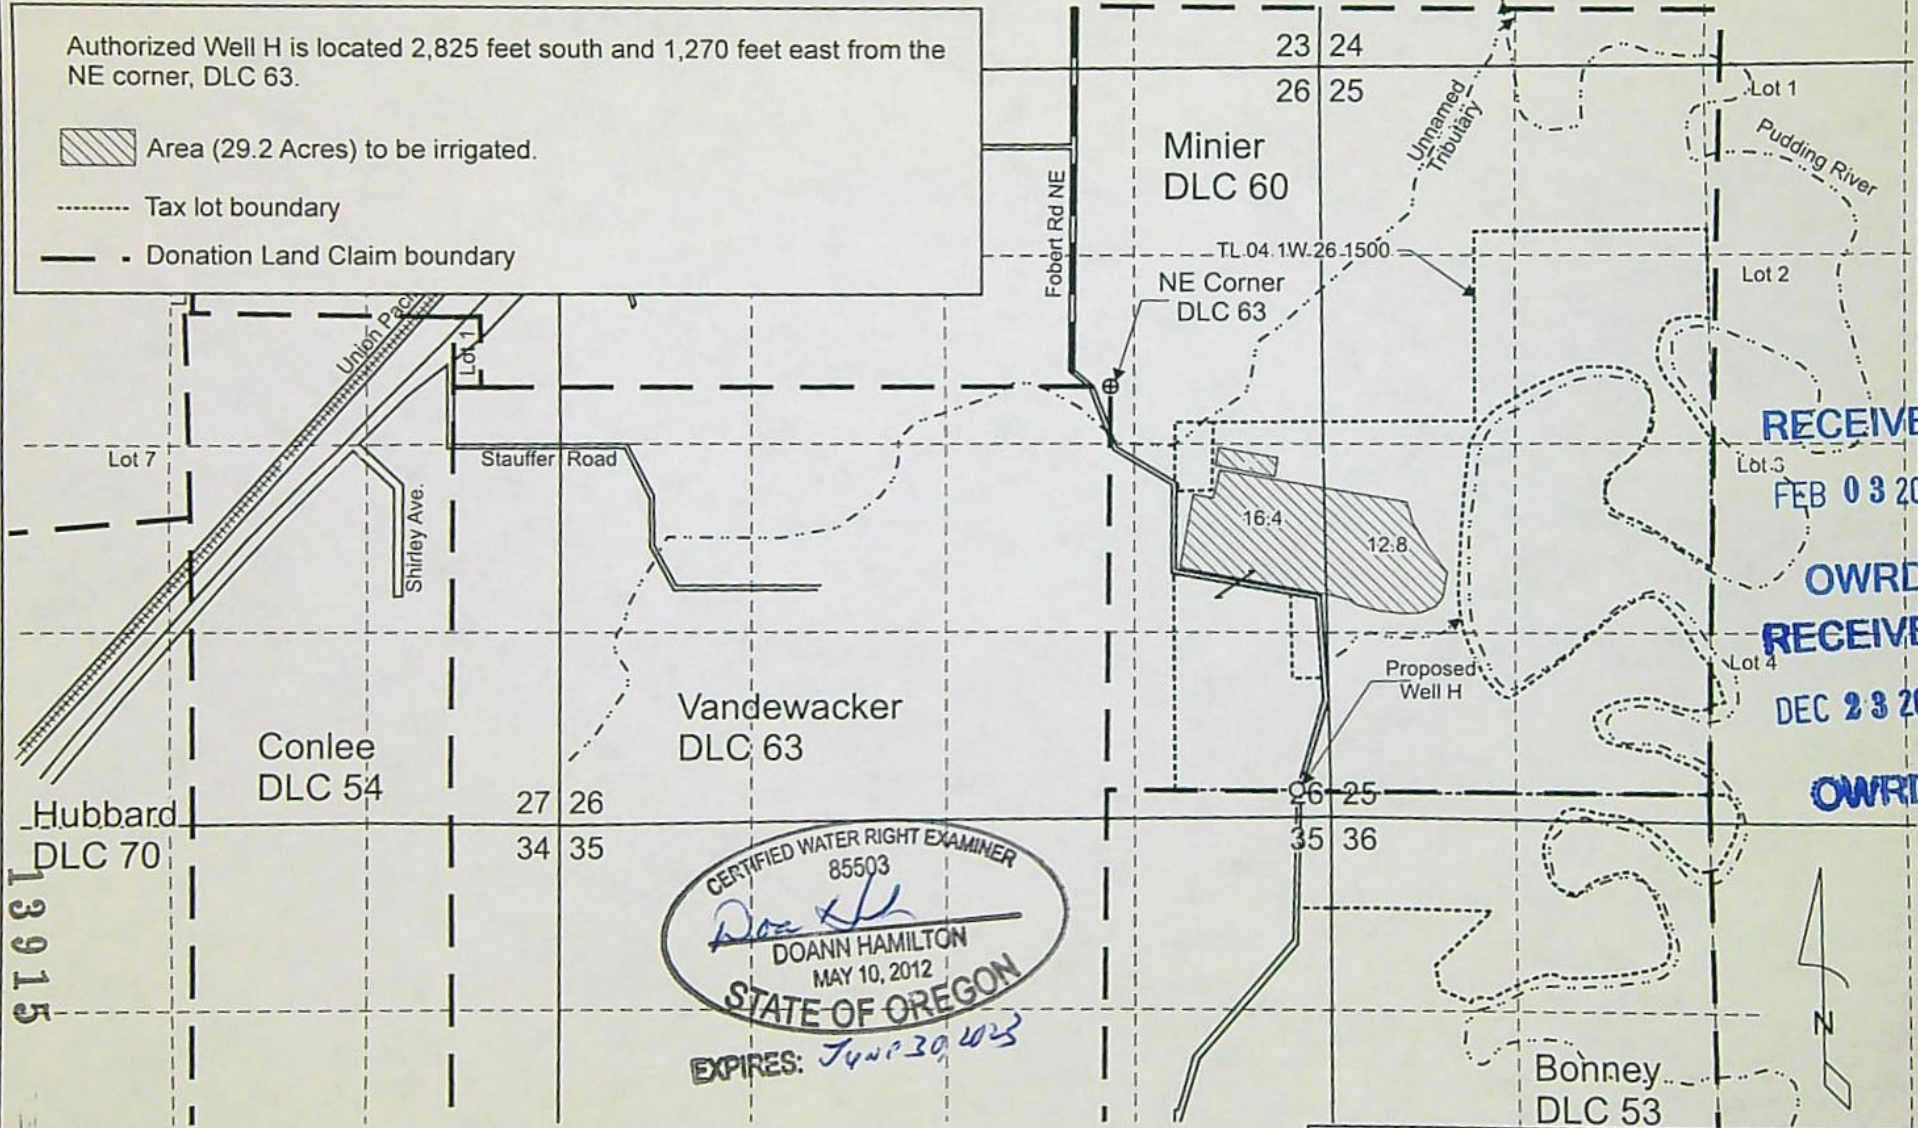 Authorized Well H is located 2,825 feet south and 1,270 feet east from the
NE corner, DLC 63.
Area (29.2 Acres) to be irrigated.
Tax lot boundary
Donation Land Claim boundary
23 24
26 25
Minier
DLC 60
Unnamed
Tributary
Lot 1
Pudding River
Fobert Rd NE
TL 04 1W 26 1500
NE Corner
DLC 63
Lot 2
Union Paci
Lot 1
Lot 7
Stauffer Road
Shirley Ave.
16.4
12.8
Lot 3
RECEIVE
FEB 03 20
OWRD
RECEIVE
Lot 4
DEC 23 20
OWRD
Proposed
Well H
Vandewacker
DLC 63
Conlee
DLC 54
Hubbard
DLC 70
27 26
34 35
26 25
35 36
CERTIFIED WATER RIGHT EXAMINER
85503
DOANN HAMILTON
MAY 10, 2012
STATE OF OREGON
EXPIRES: June 30, 2023
13915
N
Bonney
DLC 53